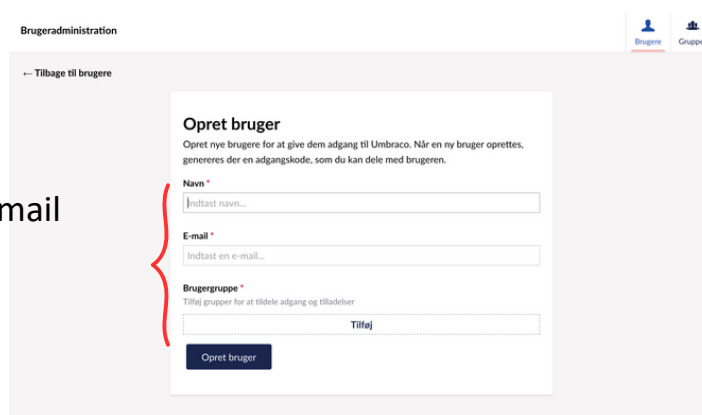 Brugeradministration
Brugere
← Tilbage til brugere
Opret bruger
Opret nye brugere for at give dem adgang til Umbraco. Når en ny bruger oprettes,
genereres der en adgangskode, som du kan dele med brugeren.
Navn *
Indtast navn...
mail
E-mail *
Indtast en e-mail...
Brugergruppe *
Tilføj grupper for at tildele adgang og tilladelser
Tilføj
Opret bruger